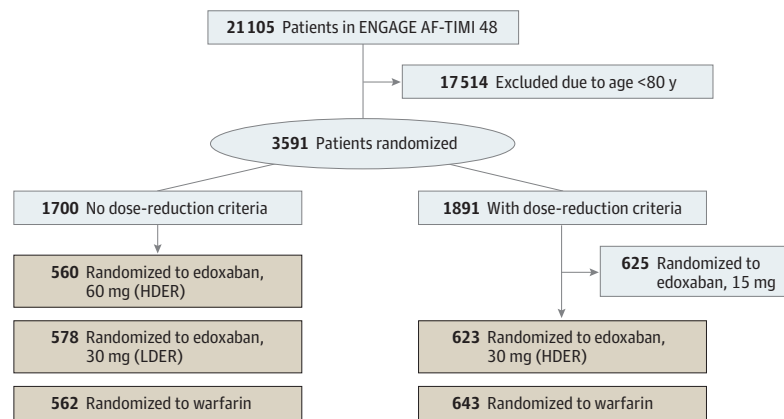 21105 Patients in ENGAGE AF-TIMI 48
17514 Excluded due to age <80 y
3591 Patients randomized
1700 No dose-reduction criteria
560 Randomized to edoxaban,
60 mg (HDER)
578 Randomized to edoxaban,
30 mg (LDER)
562 Randomized to warfarin
1891 With dose-reduction criteria
625 Randomized to
edoxaban, 15 mg
623 Randomized to edoxaban,
30 mg (HDER)
643 Randomized to warfarin